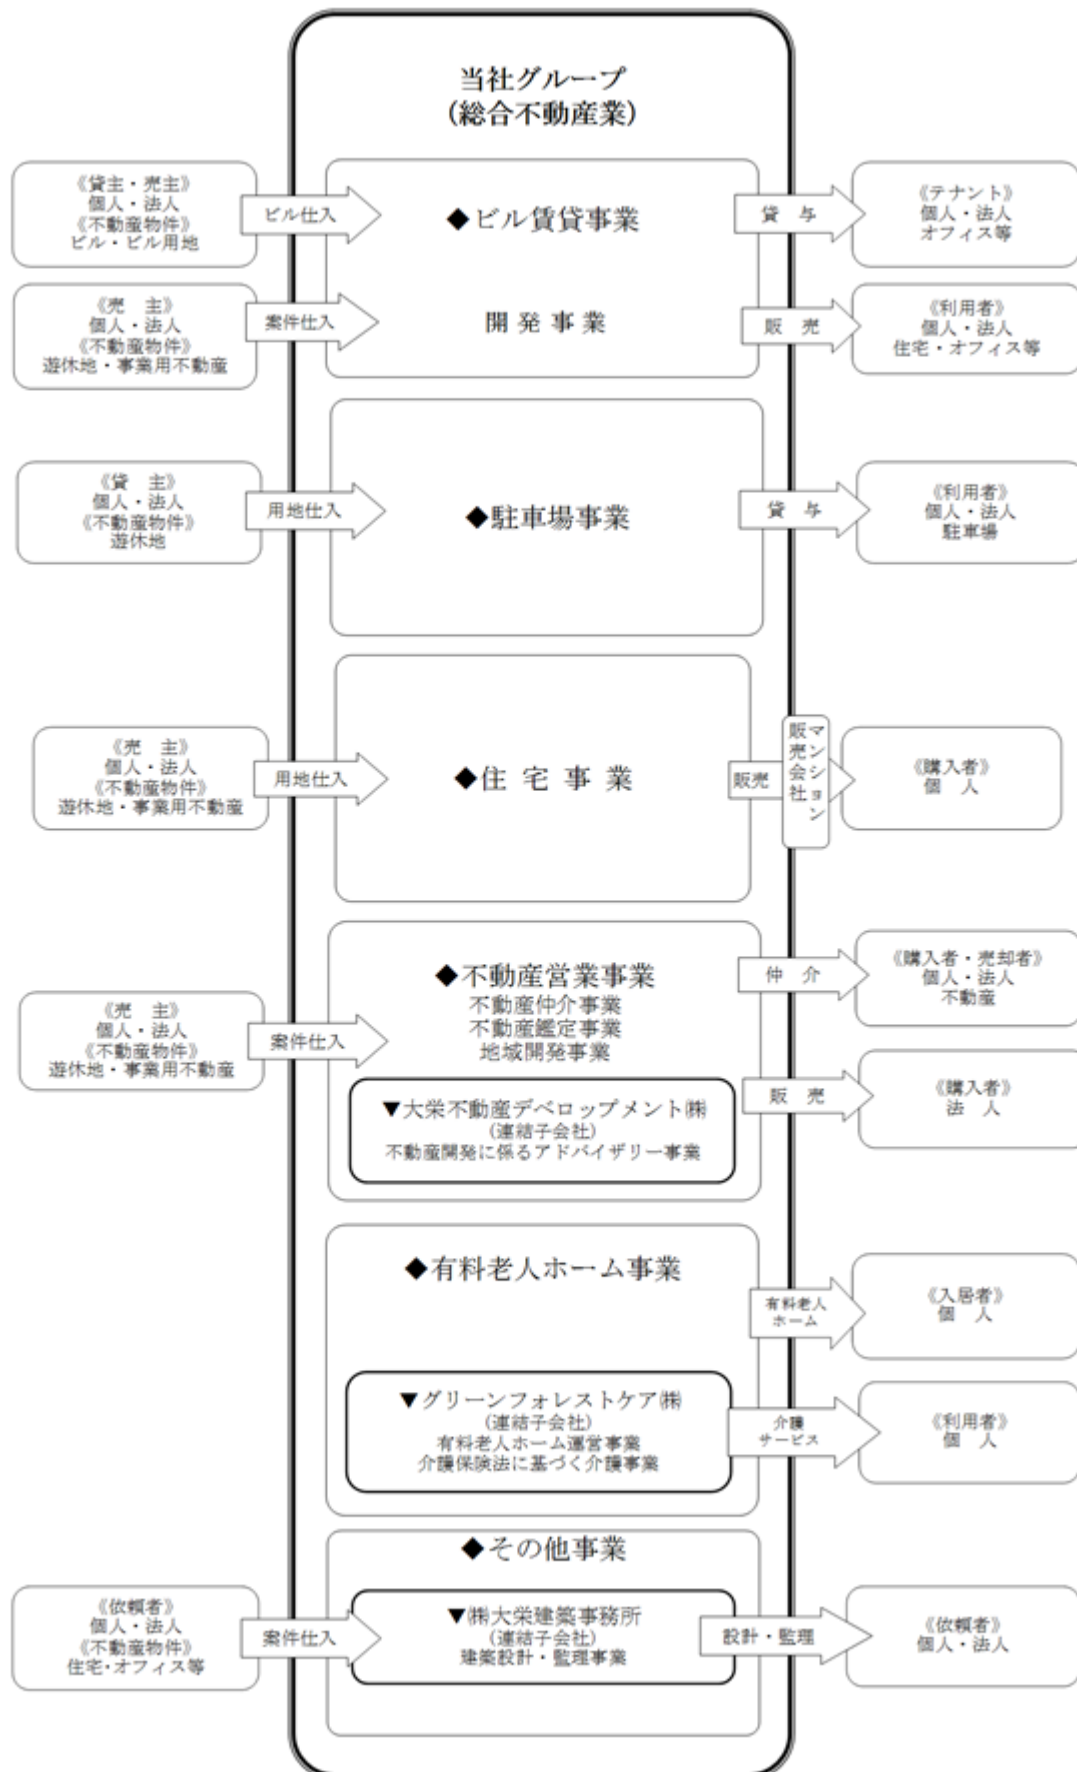 当社グループ
(総合不動産業)
《貸主・売主》
個人・法人
《不動産物件》
ビル・ビル用地
ビル仕入
◆ビル賃貸事業
貸 与
《テナント》
個人・法人
オフィス等
《売 主》
個人・法人
《不動産物件》
遊休地・事業用不動産
案件仕入
開 発 事 業
販 売
《利用者》
個人・法人
住宅・オフィス等
《貸 主》
個人・法人
《不動産物件》
遊休地
用地仕入
◆駐車場事業
貸 与
《利用者》
個人・法人
駐車場
《売 主》
個人・法人
《不動産物件》
遊休地・事業用不動産
用地仕入
◆住 宅 事 業
販売
マンション
販売会社
《購入者》
個 人
《売 主》
個人・法人
《不動産物件》
遊休地・事業用不動産
案件仕入
◆不動産営業事業
不動産仲介事業
不動産鑑定事業
地域開発事業
▼大栄不動産デベロップメント㈱
(連結子会社)
不動産開発に係るアドバイザリー事業
仲 介
《購入者・売却者》
個人・法人
不動産
販 売
《購入者》
法 人
◆有料老人ホーム事業
有料老人
ホーム
《入居者》
個 人
▼グリーンフォレストケア㈱
(連結子会社)
有料老人ホーム運営事業
介護保険法に基づく介護事業
介護
サービス
《利用者》
個 人
◆その他事業
《依頼者》
個人・法人
《不動産物件》
住宅・オフィス等
案件仕入
▼㈱大栄建築事務所
(連結子会社)
建築設計・監理事業
設計・監理
《依頼者》
個人・法人